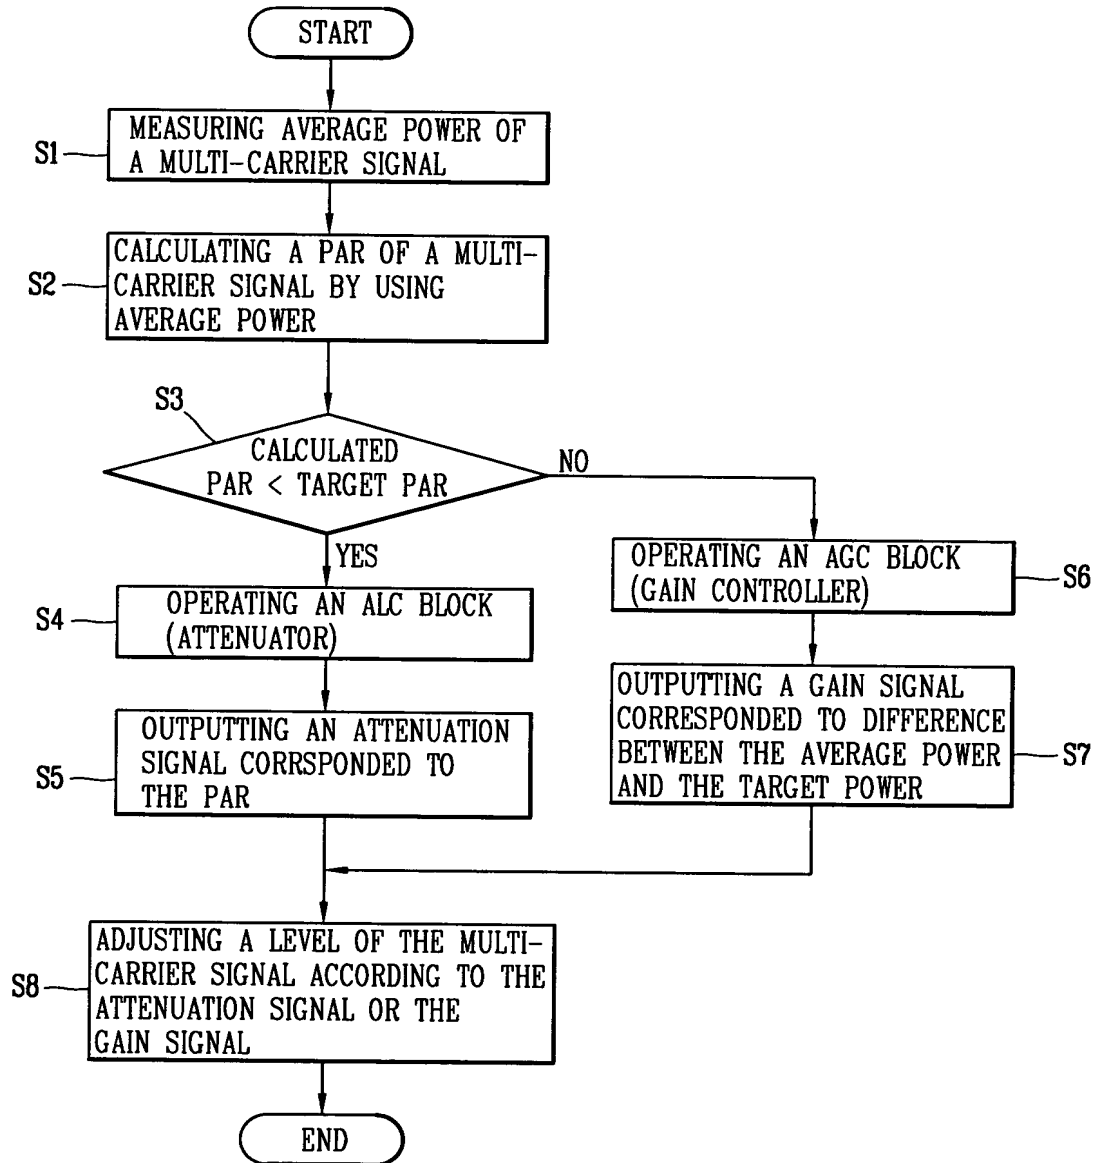 START
S1
MEASURING AVERAGE POWER OF
A MULTI-CARRIER SIGNAL
S2
CALCULATING A PAR OF A MULTI-
CARRIER SIGNAL BY USING
AVERAGE POWER
S3
CALCULATED
PAR < TARGET PAR
NO
YES
S4
OPERATING AN ALC BLOCK
(ATTENUATOR)
OPERATING AN AGC BLOCK
(GAIN CONTROLLER)
S6
S5
OUTPUTTING AN ATTENUATION
SIGNAL CORRSPONDED TO
THE PAR
OUTPUTTING A GAIN SIGNAL
CORRESPONDED TO DIFFERENCE
BETWEEN THE AVERAGE POWER
AND THE TARGET POWER
S7
S8
ADJUSTING A LEVEL OF THE MULTI-
CARRIER SIGNAL ACCORDING TO THE
ATTENUATION SIGNAL OR THE
GAIN SIGNAL
END